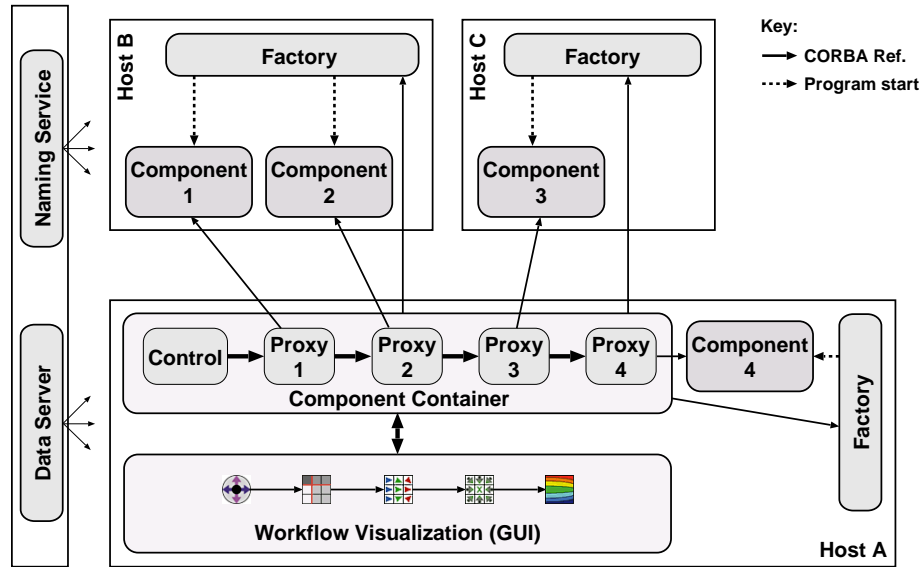 Naming Service
Data Server
Host B
Factory
Component
1
Component
2
Host C
Factory
Component
3
Key:
CORBA Ref.
Program start
Control
Proxy
1
Proxy
2
Proxy
3
Proxy
4
Component Container
Component
4
Factory
Workflow Visualization (GUI)
Host A